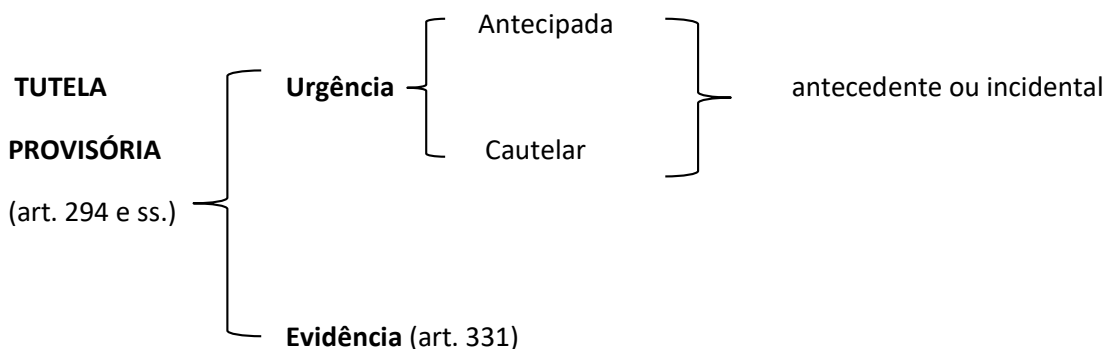 Antecipada
TUTELA Urgência antecedente ou incidental
PROVISÓRIA Cautelar
(art. 294 e ss.)
Evidência (art. 331)